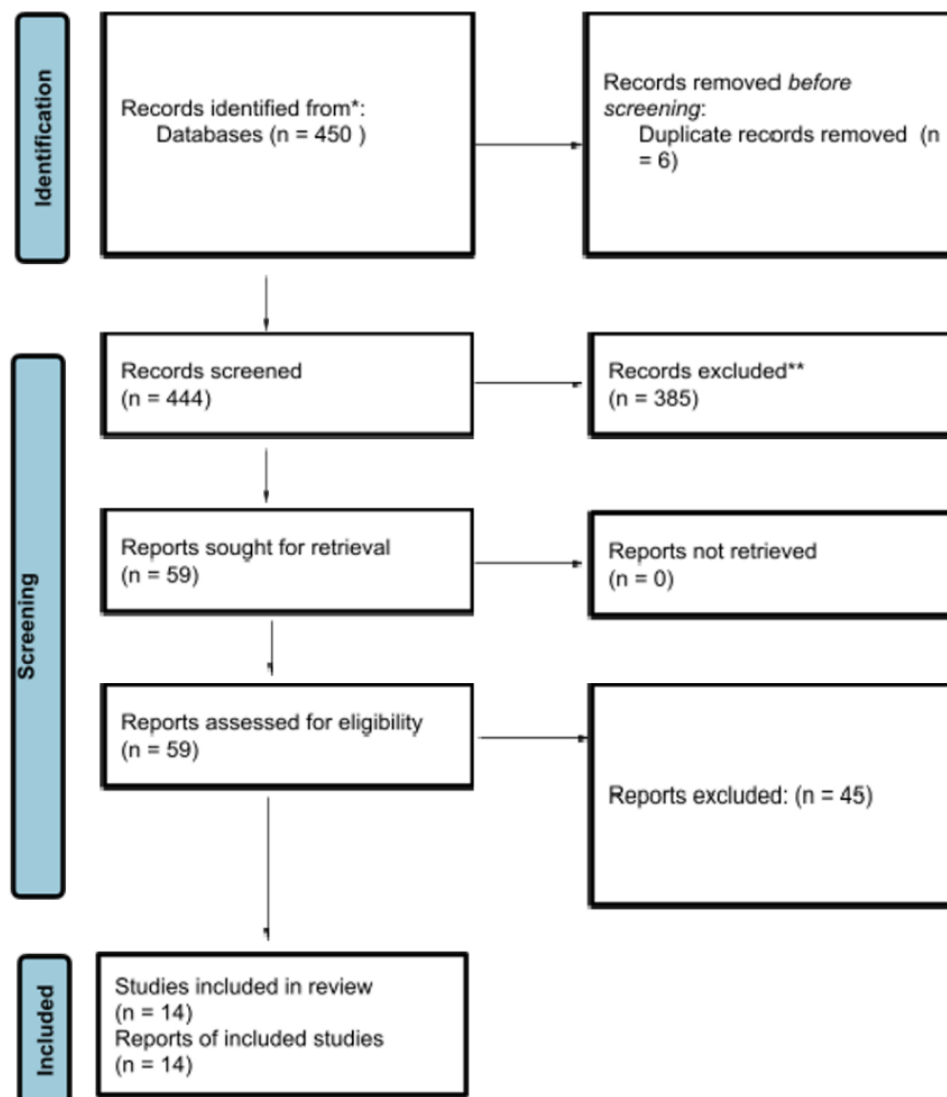 Identification
Records identified from*:
Databases (n = 450 )
Records removed before
screening:
Duplicate records removed (n
= 6)
Screening
Records screened
(n = 444)
Records excluded**
(n = 385)
Reports sought for retrieval
(n = 59)
Reports not retrieved
(n = 0)
Reports assessed for eligibility
(n = 59)
Reports excluded: (n = 45)
Included
Studies included in review
(n = 14)
Reports of included studies
(n = 14)